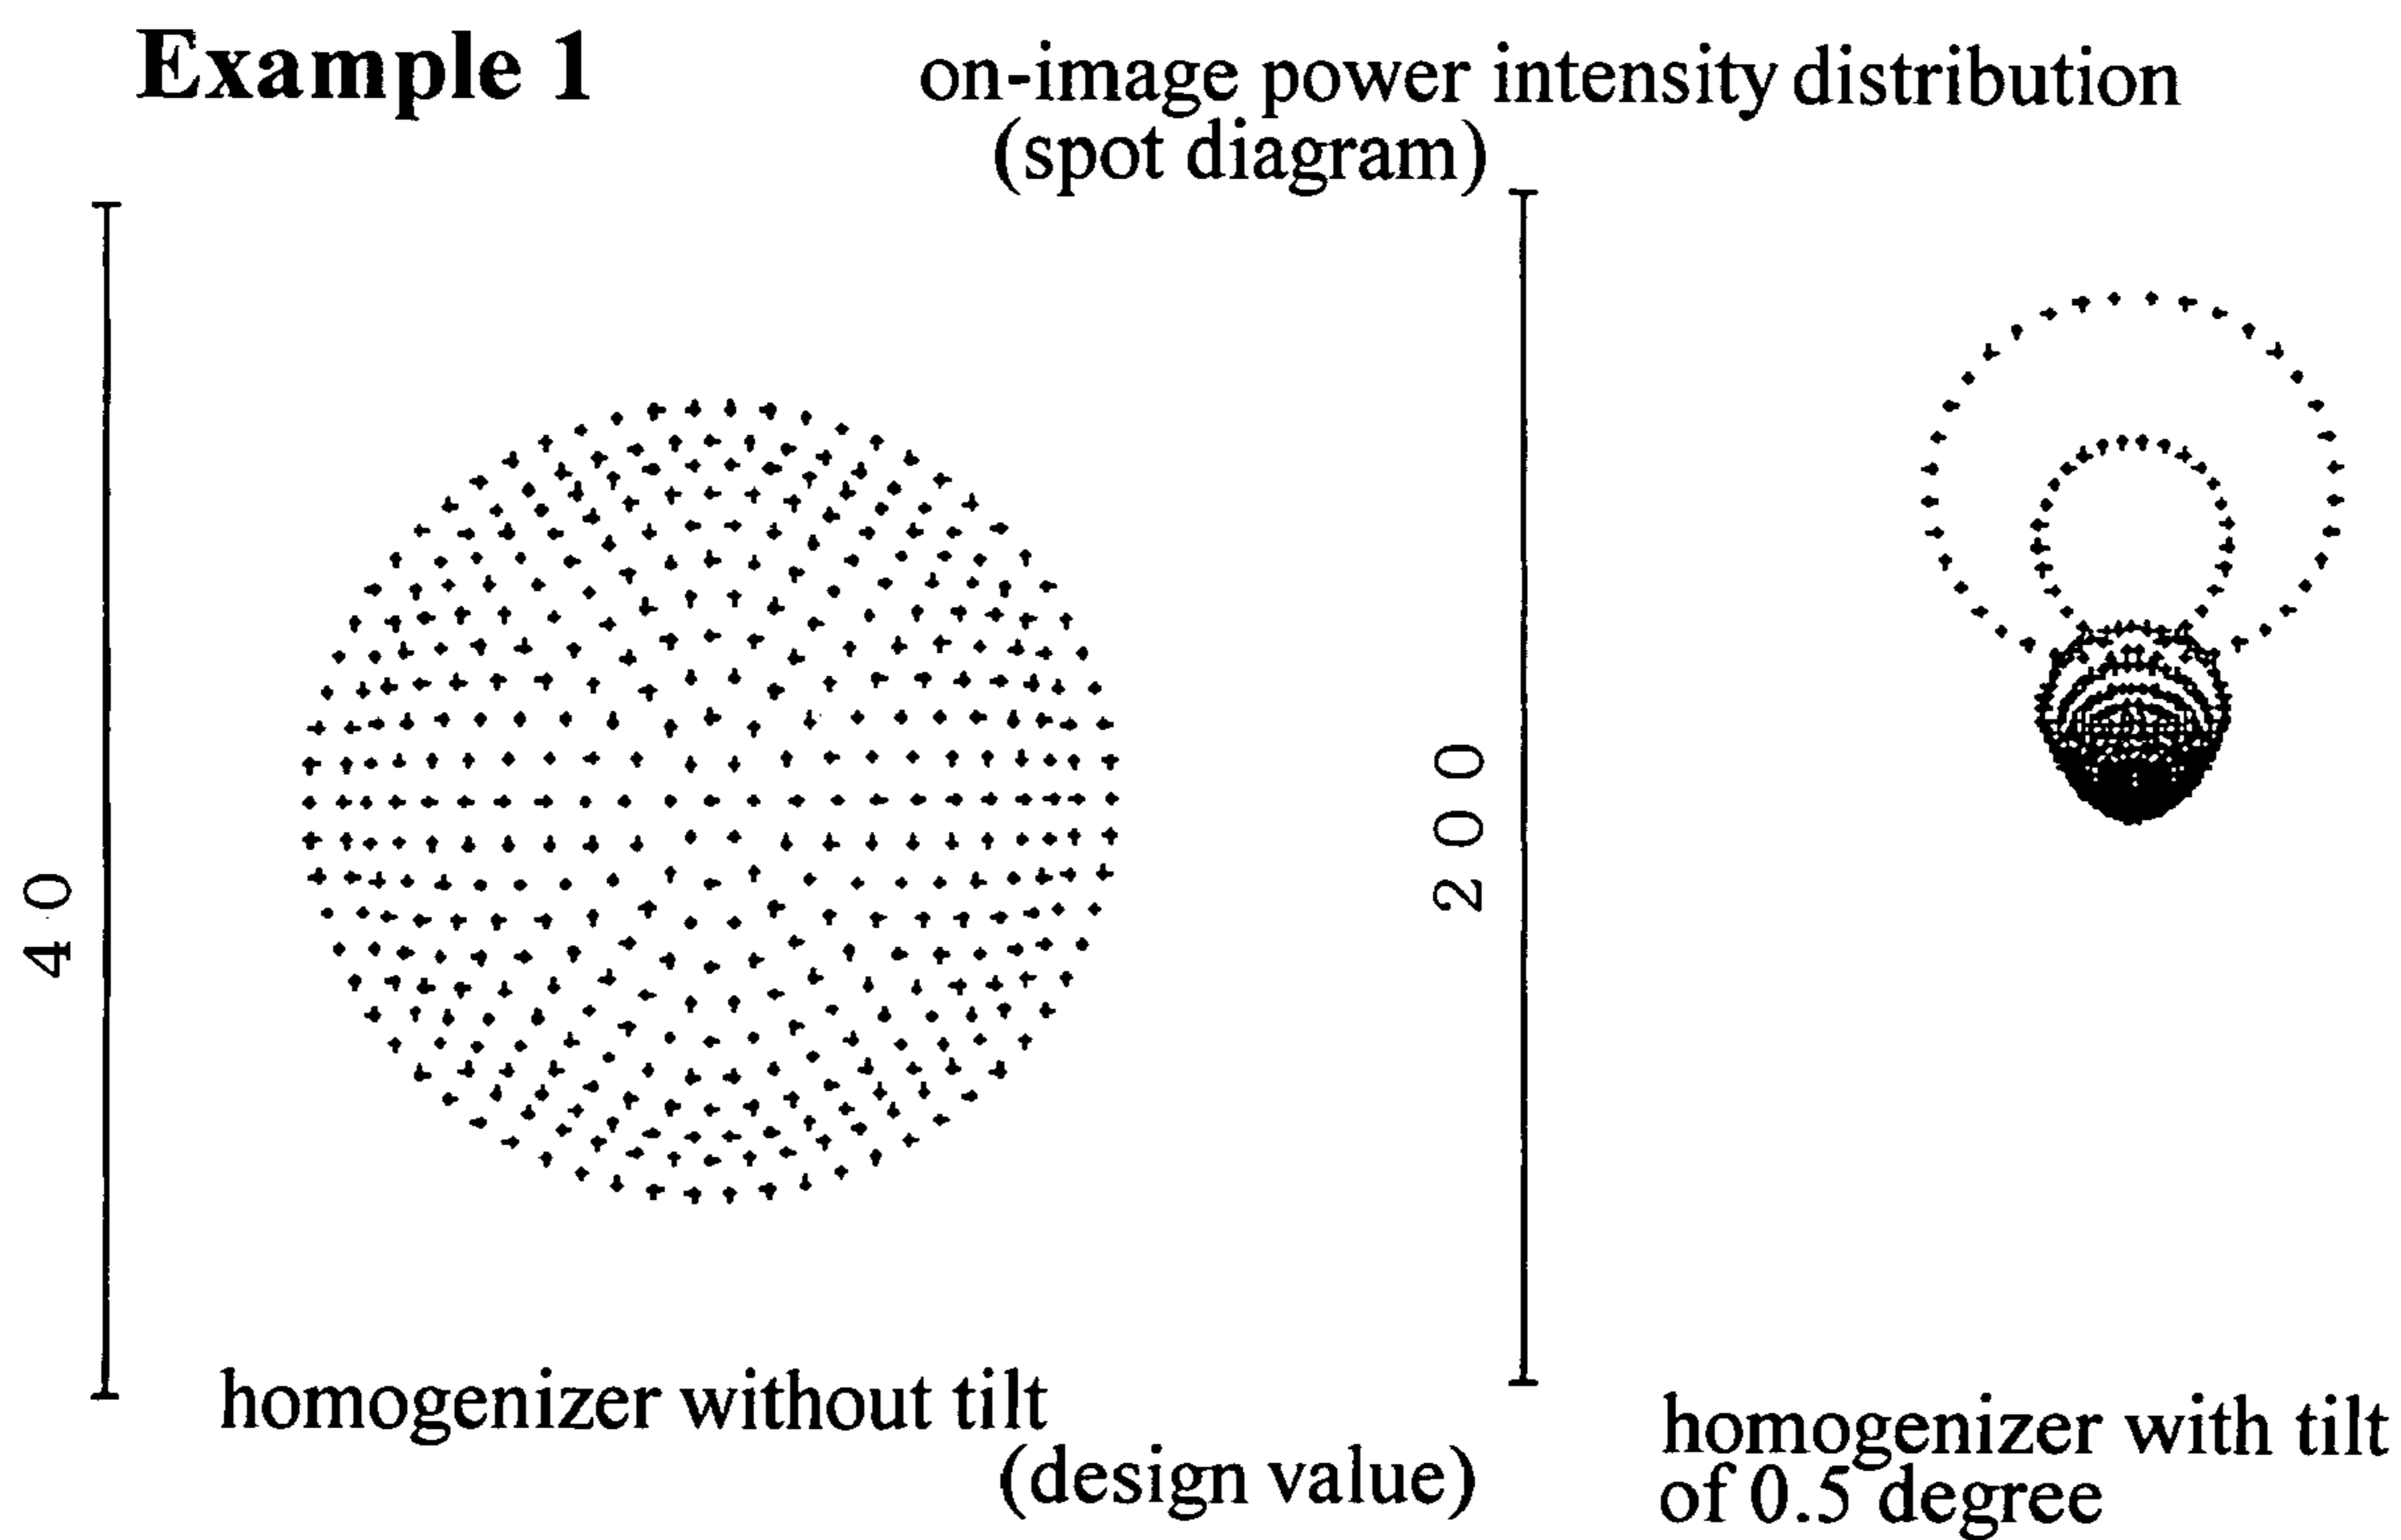 Example 1
on-image power intensity distribution
(spot diagram)
40
200
homogenizer without tilt
(design value)
homogenizer with tilt
of 0.5 degree